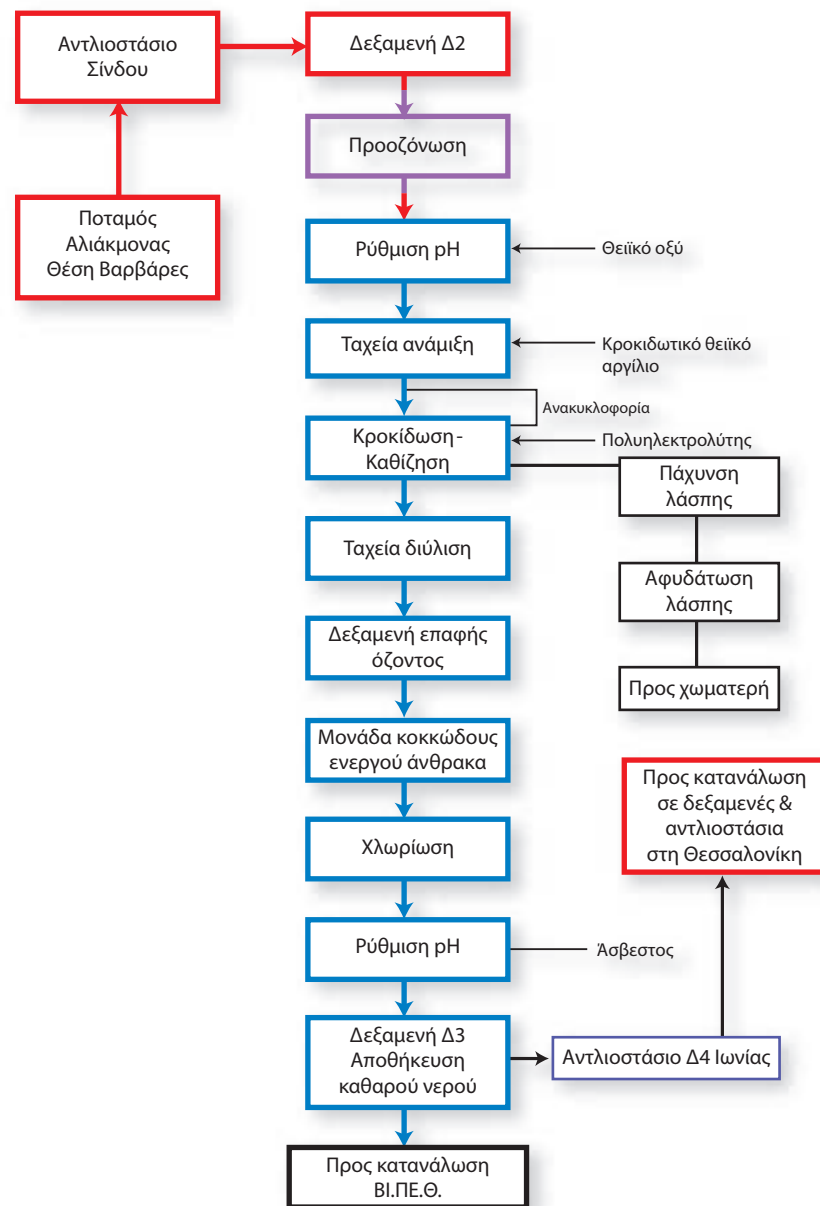 Αντλιοστάσιο
Σίνδου
Δεξαμενή Δ2
Προοζόνωση
Ποταμός
Αλιάκμονας
Θέση Βαρβάρες
Ρύθμιση pH
Θειϊκό οξύ
Ταχεία ανάμιξη
Κροκιδωτικό θειϊκό
αργίλιο
Ανακυκλοφορία
Κροκίδωση -
Καθίζηση
Πολυηλεκτρολύτης
Πάχυνση
λάσπης
Ταχεία διύλιση
Αφυδάτωση
λάσπης
Δεξαμενή επαφής
όζοντος
Προς χωματερή
Μονάδα κοκκώδους
ενεργού άνθρακα
Προς κατανάλωση
σε δεξαμενές &
αντλιοστάσια
στη Θεσσαλονίκη
Χλωρίωση
Ρύθμιση pH
Άσβεστος
Δεξαμενή Δ3
Αποθήκευση
καθαρού νερού
Αντλιοστάσιο Δ4 Ιωνίας
Προς κατανάλωση
ΒΙ.ΠΕ.Θ.